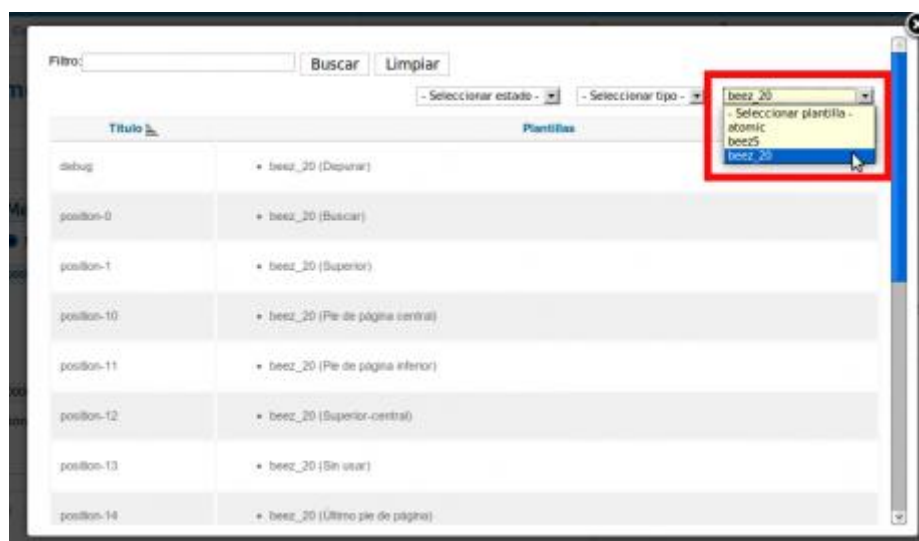 Filtro: Buscar Limpiar
- Seleccionar estado - - Seleccionar tipo - beez_20
- Seleccionar plantilla -
atomic
beez5
beez_20
Título Plantillas
debug • beez_20 (Depurar)
position-0 • beez_20 (Buscar)
position-1 • beez_20 (Superior)
position-10 • beez_20 (Pie de página central)
position-11 • beez_20 (Pie de página inferior)
position-12 • beez_20 (Superior-central)
position-13 • beez_20 (Sin usar)
position-14 • beez_20 (Último pie de página)